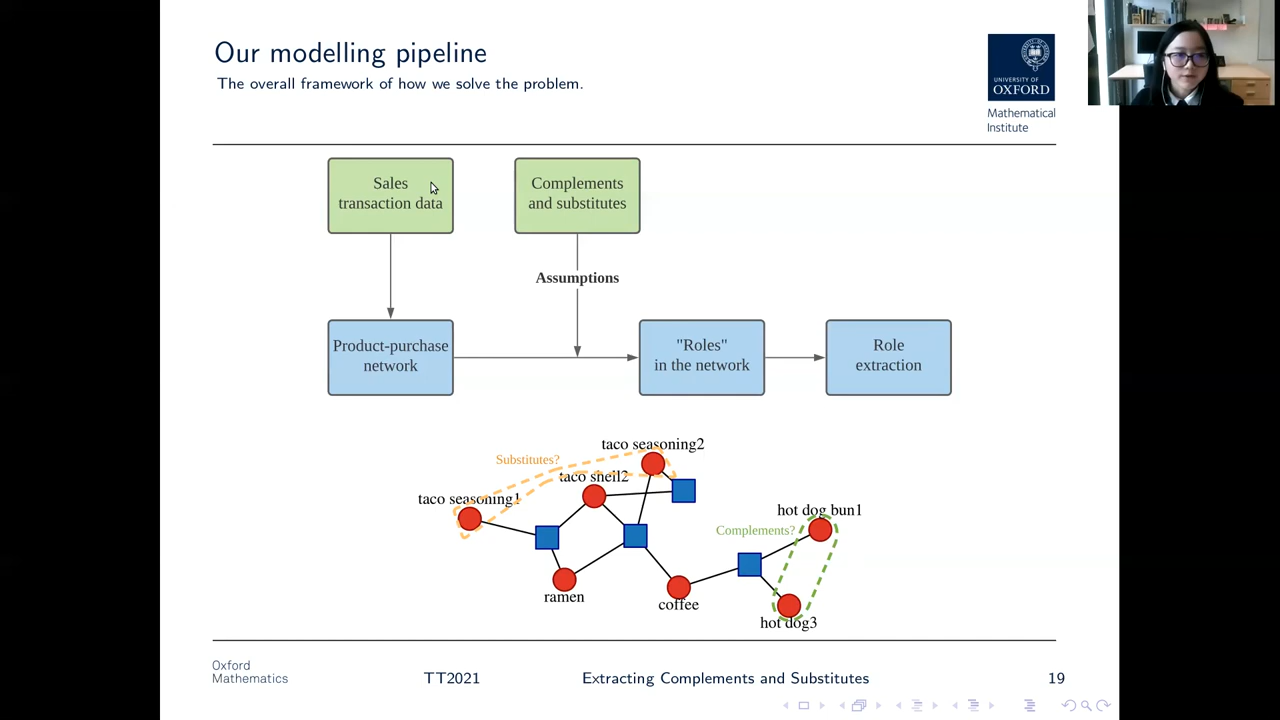 Our modelling pipeline
The overall framework of how we solve the problem.
UNIVERSITY OF
OXFORD
Mathematical
Institute
Sales
transaction data
Complements
and substitutes
Assumptions
Product-purchase
network
"Roles"
in the network
Role
extraction
taco seasoning2
Substitutes?
taco shell2
taco seasoning1
hot dog bun1
Complements?
ramen
coffee
hot dog3
Oxford
Mathematics
TT2021
Extracting Complements and Substitutes
19